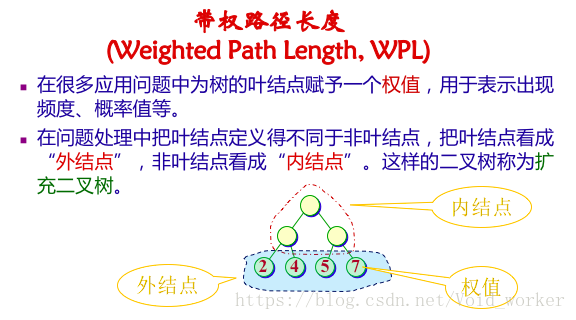 带权路径长度
(Weighted Path Length, WPL)
在很多应用问题中为树的叶结点赋予一个权值，用于表示出现
频度、概率值等。
在问题处理中把叶结点定义得不同于非叶结点，把叶结点看成
“外结点”，非叶结点看成“内结点”。这样的二叉树称为扩
充二叉树。
内结点
2 4 5 7
外结点
权值
https://blog.csdn.net/Void_worker